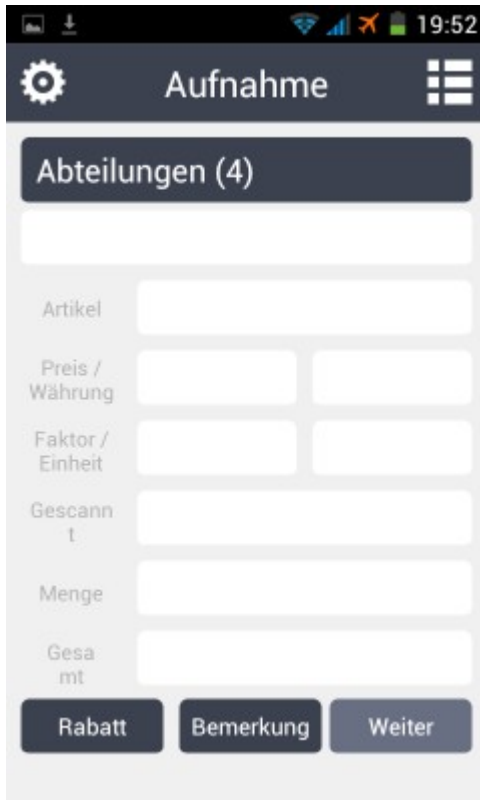 19:52
Aufnahme
Abteilungen (4)
Artikel
Preis /
Währung
Faktor /
Einheit
Gescann
t
Menge
Gesa
mt
Rabatt Bemerkung Weiter